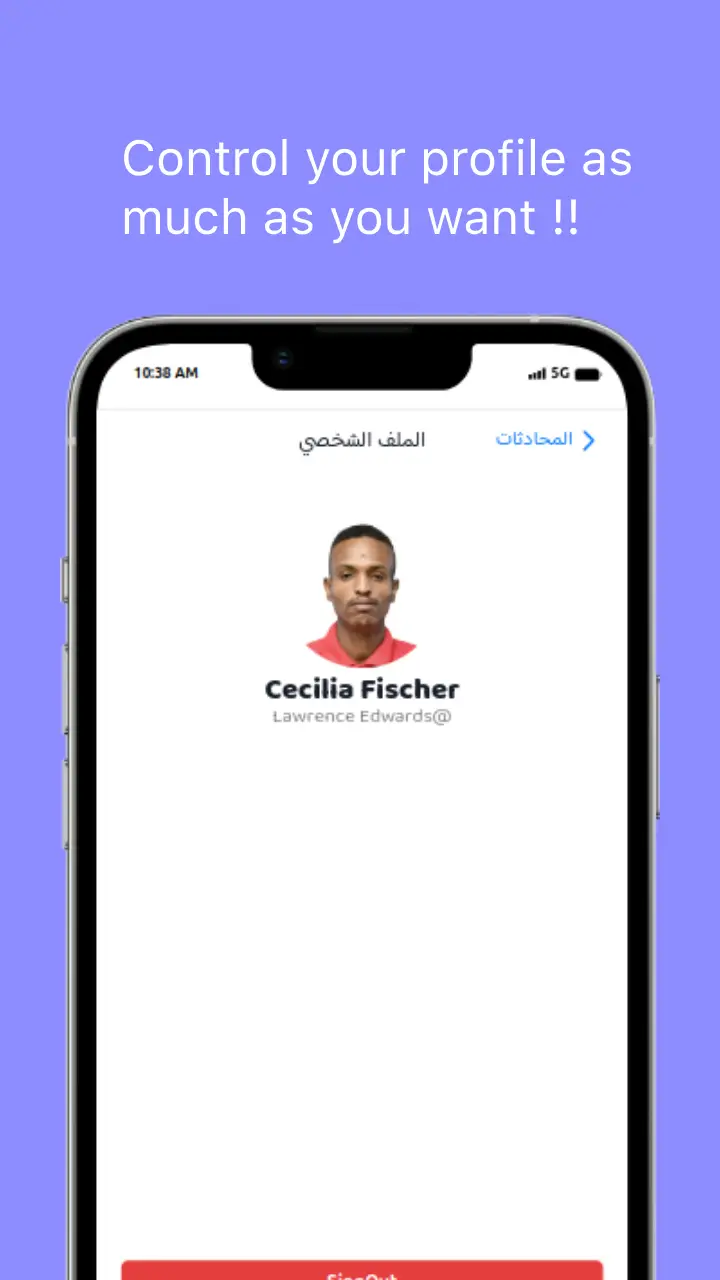 Control your profile as
much as you want !!
10:38 AM
5G
الملف الشخصي
المحادثات
Cecilia Fischer
Lawrence Edwards@
SignOut